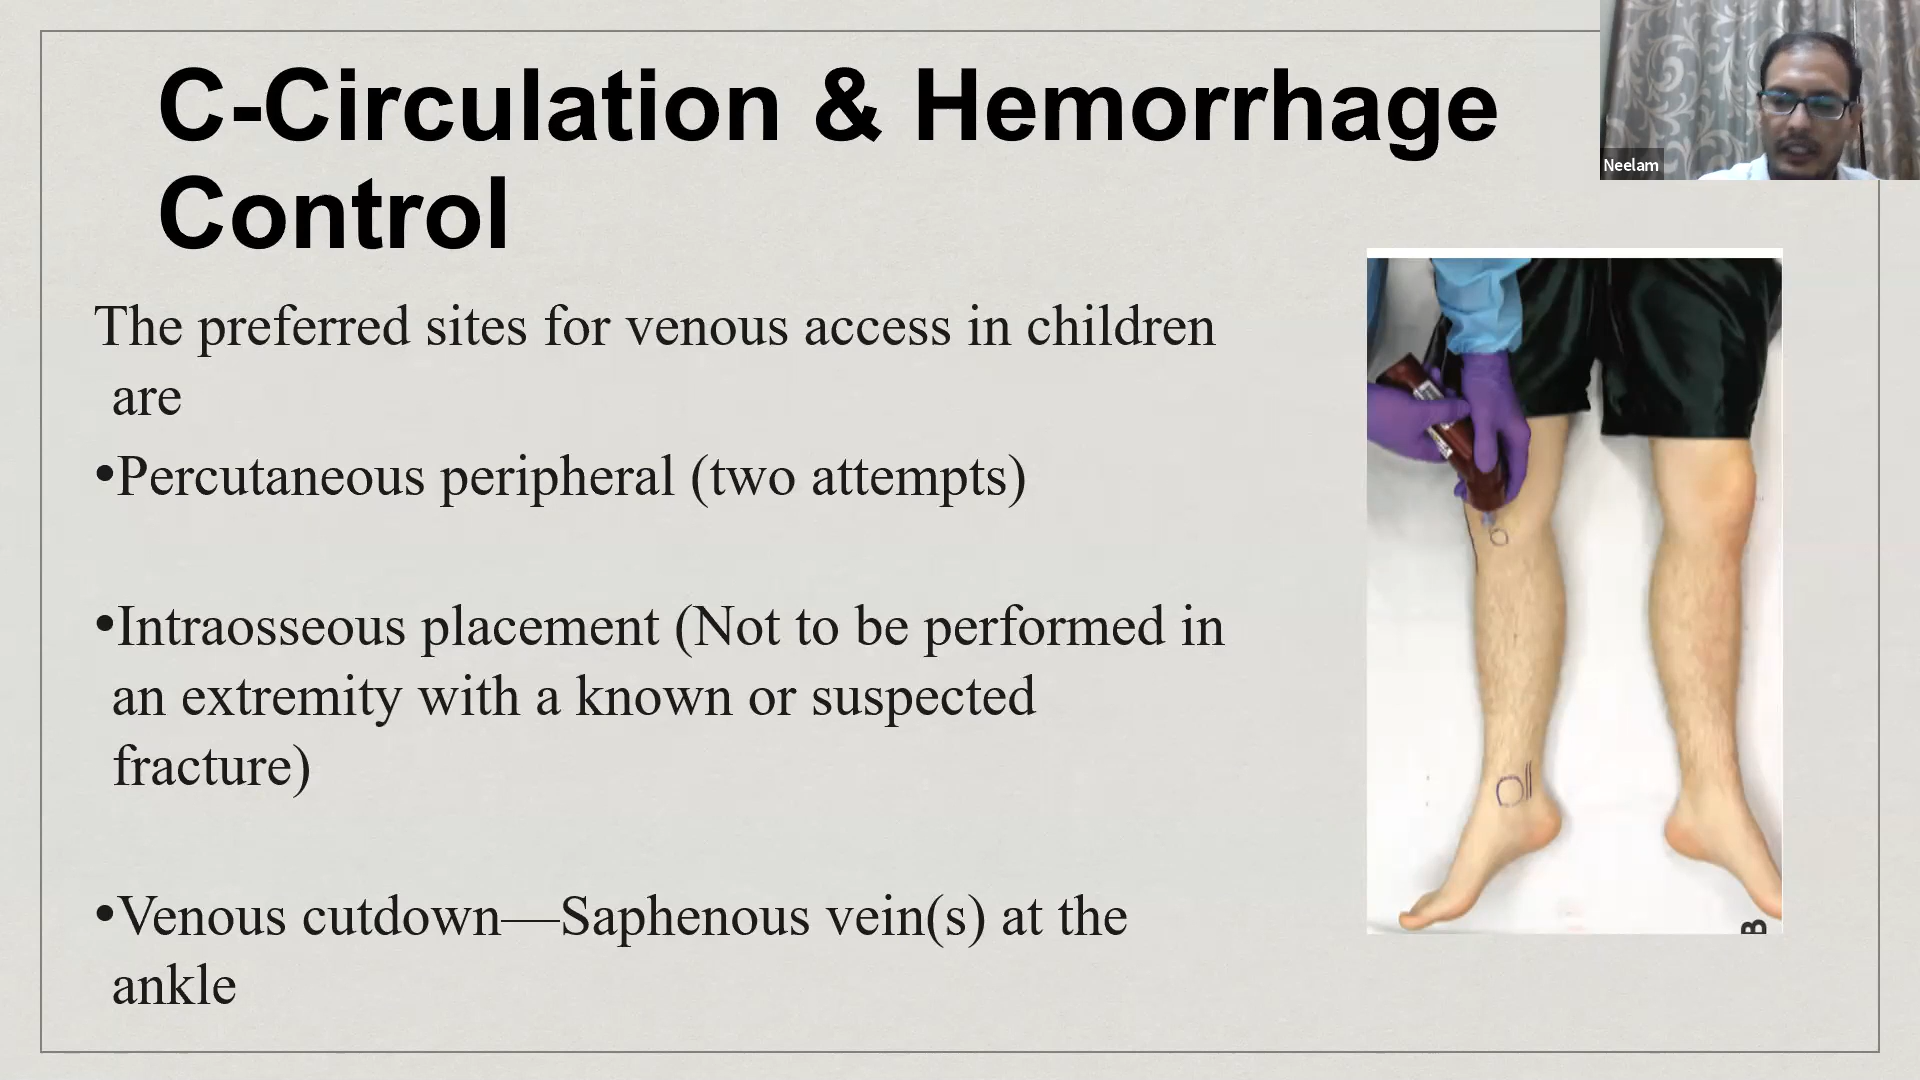 C-Circulation & Hemorrhage
Control
Neelam
The preferred sites for venous access in children
are
•Percutaneous peripheral (two attempts)
•Intraosseous placement (Not to be performed in
an extremity with a known or suspected
fracture)
•Venous cutdown—Saphenous vein(s) at the
ankle
B